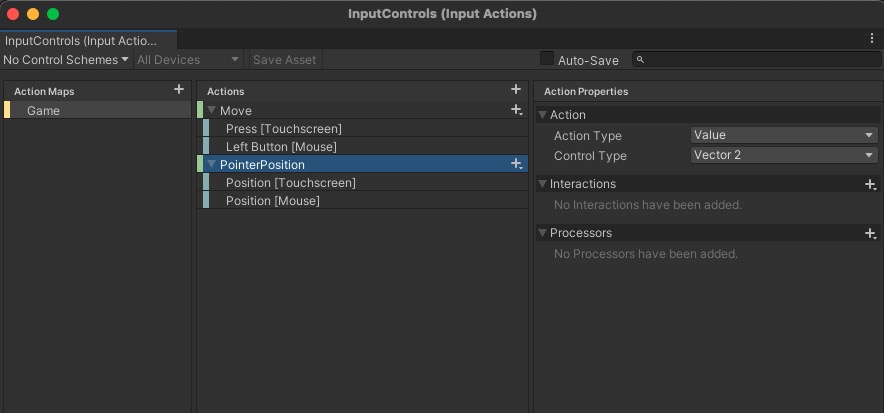 InputControls (Input Actions)
InputControls (Input Actio...
No Control Schemes All Devices Save Asset Auto-Save
Action Maps
Game
Actions
Move
Press [Touchscreen]
Left Button [Mouse]
PointerPosition
Position [Touchscreen]
Position [Mouse]
Action Properties
Action
Action Type Value
Control Type Vector 2
Interactions
No Interactions have been added.
Processors
No Processors have been added.